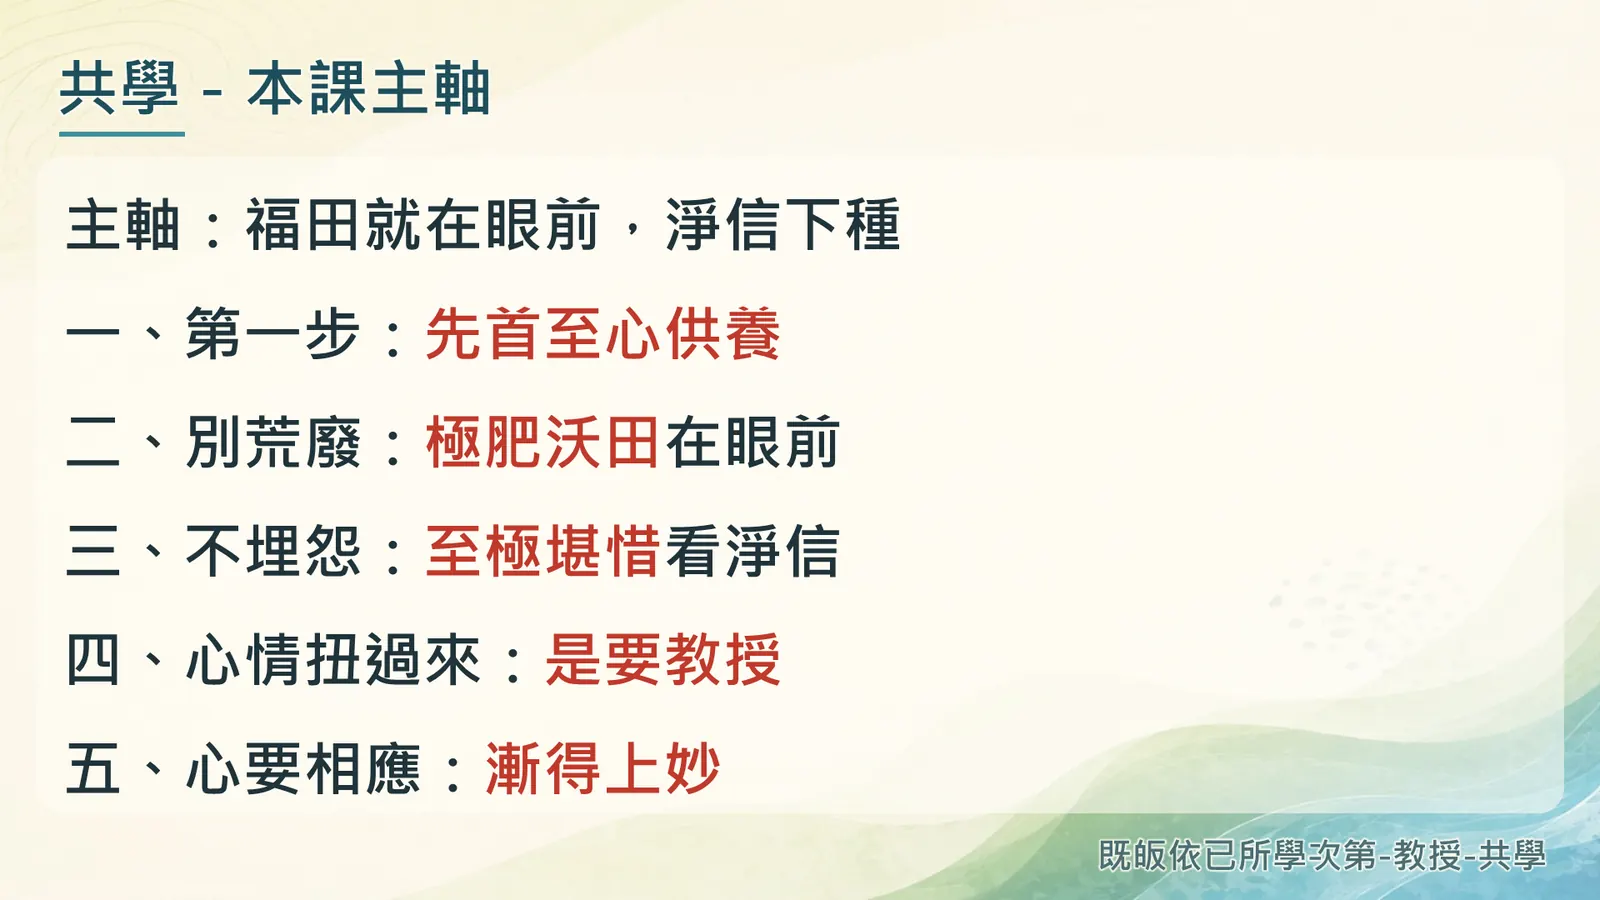 共學 - 本課主軸
主軸：福田就在眼前，淨信下種
一、第一步：先首至心供養
二、別荒廢：極肥沃田在眼前
三、不埋怨：至極堪惜看淨信
四、心情扭過來：是要教授
五、心要相應：漸得上妙
既皈依已所學次第-教授-共學